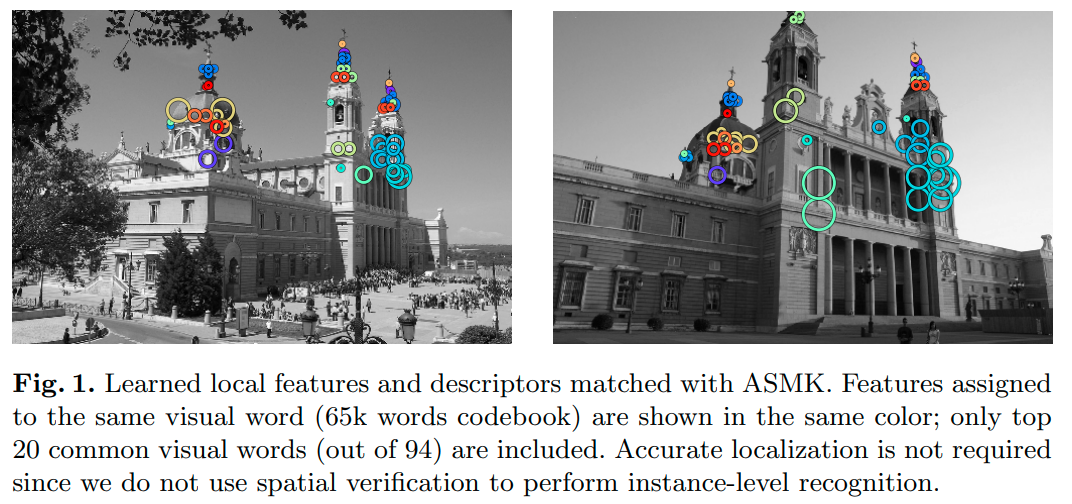 Fig. 1. Learned local features and descriptors matched with ASMK. Features assigned
to the same visual word (65k words codebook) are shown in the same color; only top
20 common visual words (out of 94) are included. Accurate localization is not required
since we do not use spatial verification to perform instance-level recognition.